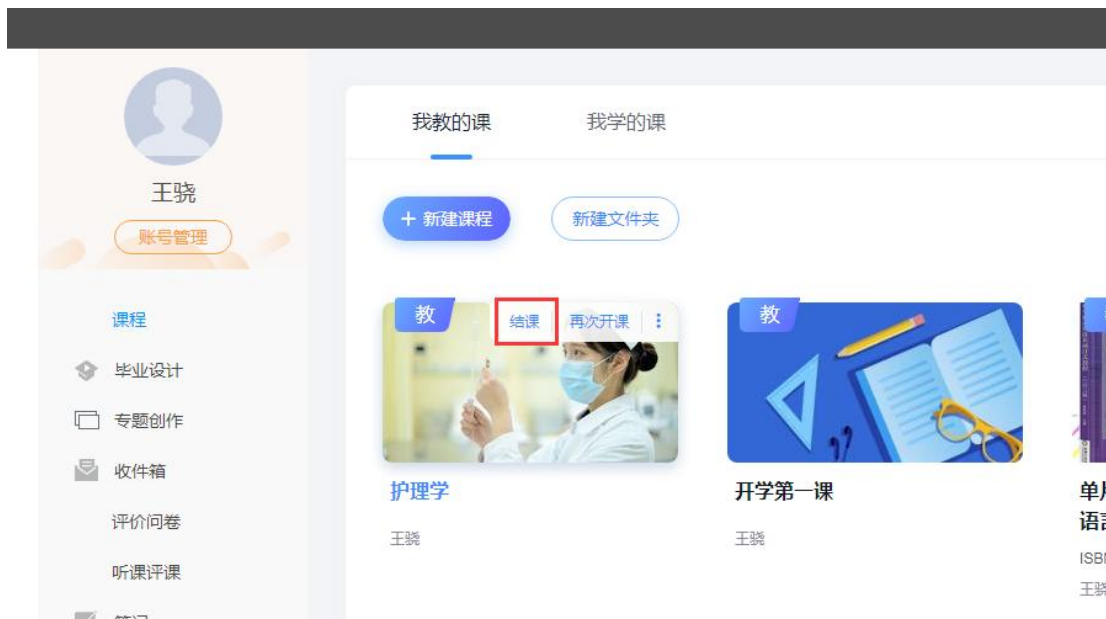 王骁
账号管理
课程
毕业设计
专题创作
收件箱
评价问卷
听课评课
我教的课
我学的课
+ 新建课程
新建文件夹
教
结课
再次开课
护理学
王骁
教
开学第一课
王骁